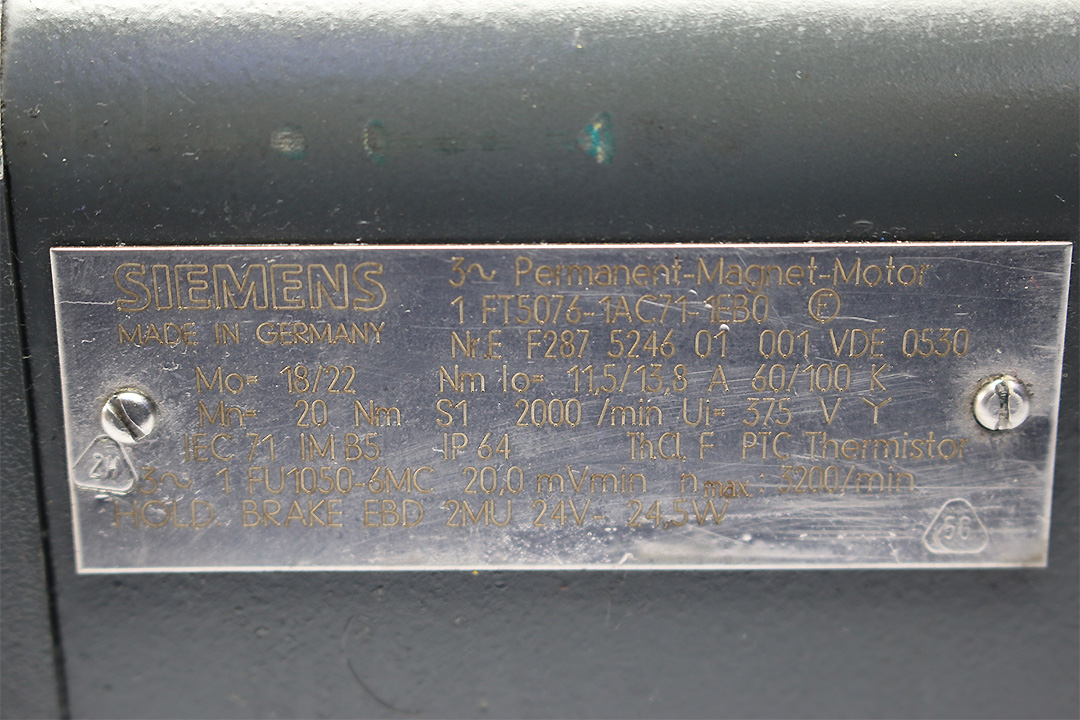 SIEMENS
MADE IN GERMANY
3~ Permanent-Magnet-Motor
1 FT5076-1AC71-1EB0 Ⓔ
Nr.E F287 5246 01 001 VDE 0530
Mo= 18/22 Nm Io= 11,5/13,8 A 60/100 K
Mn= 20 Nm S1 2000 /min Ui= 375 V Y
IEC 71 IM B5 IP 64 Th.Cl. F PTC Thermistor
3~ 1 FU1050-6MC 20,0 mVmin nmax. 3200/min
HOLD. BRAKE EBD 2MU 24V- 24,5W
56